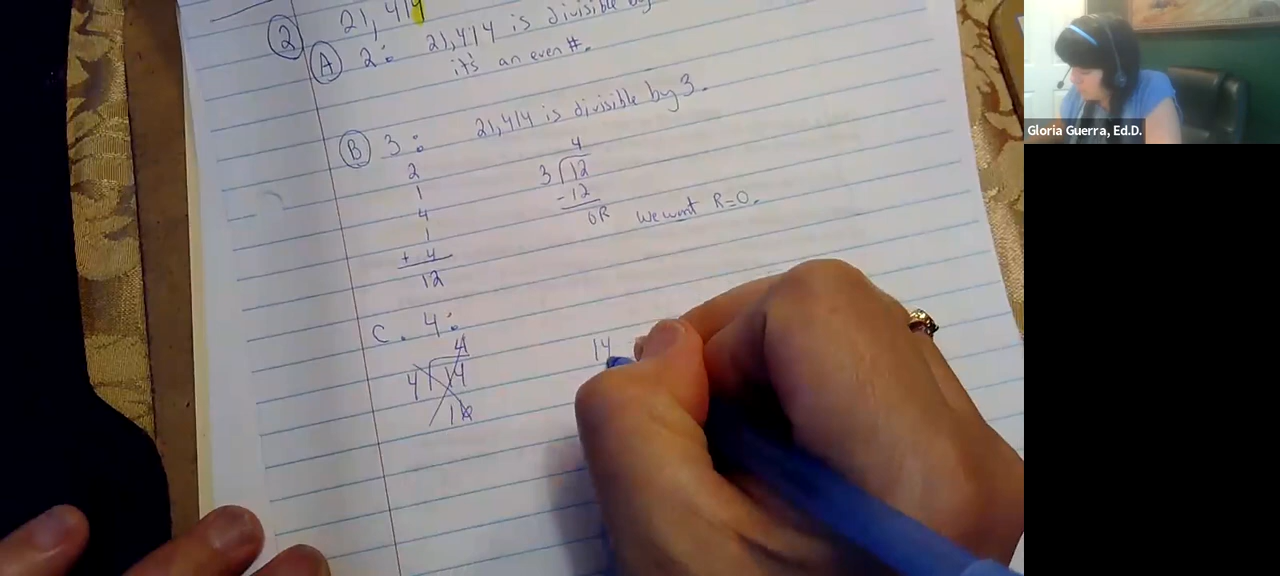 ② 21,414
Ⓐ 2: 21,414 is divisible by
it's an even #.
Ⓑ 3: 21,414 is divisible by 3.
2
1
4
1
+ 4
12
4
3 12
-12
0R We want R=0.
C. 4:
4
4 14
14
Gloria Guerra, Ed.D.